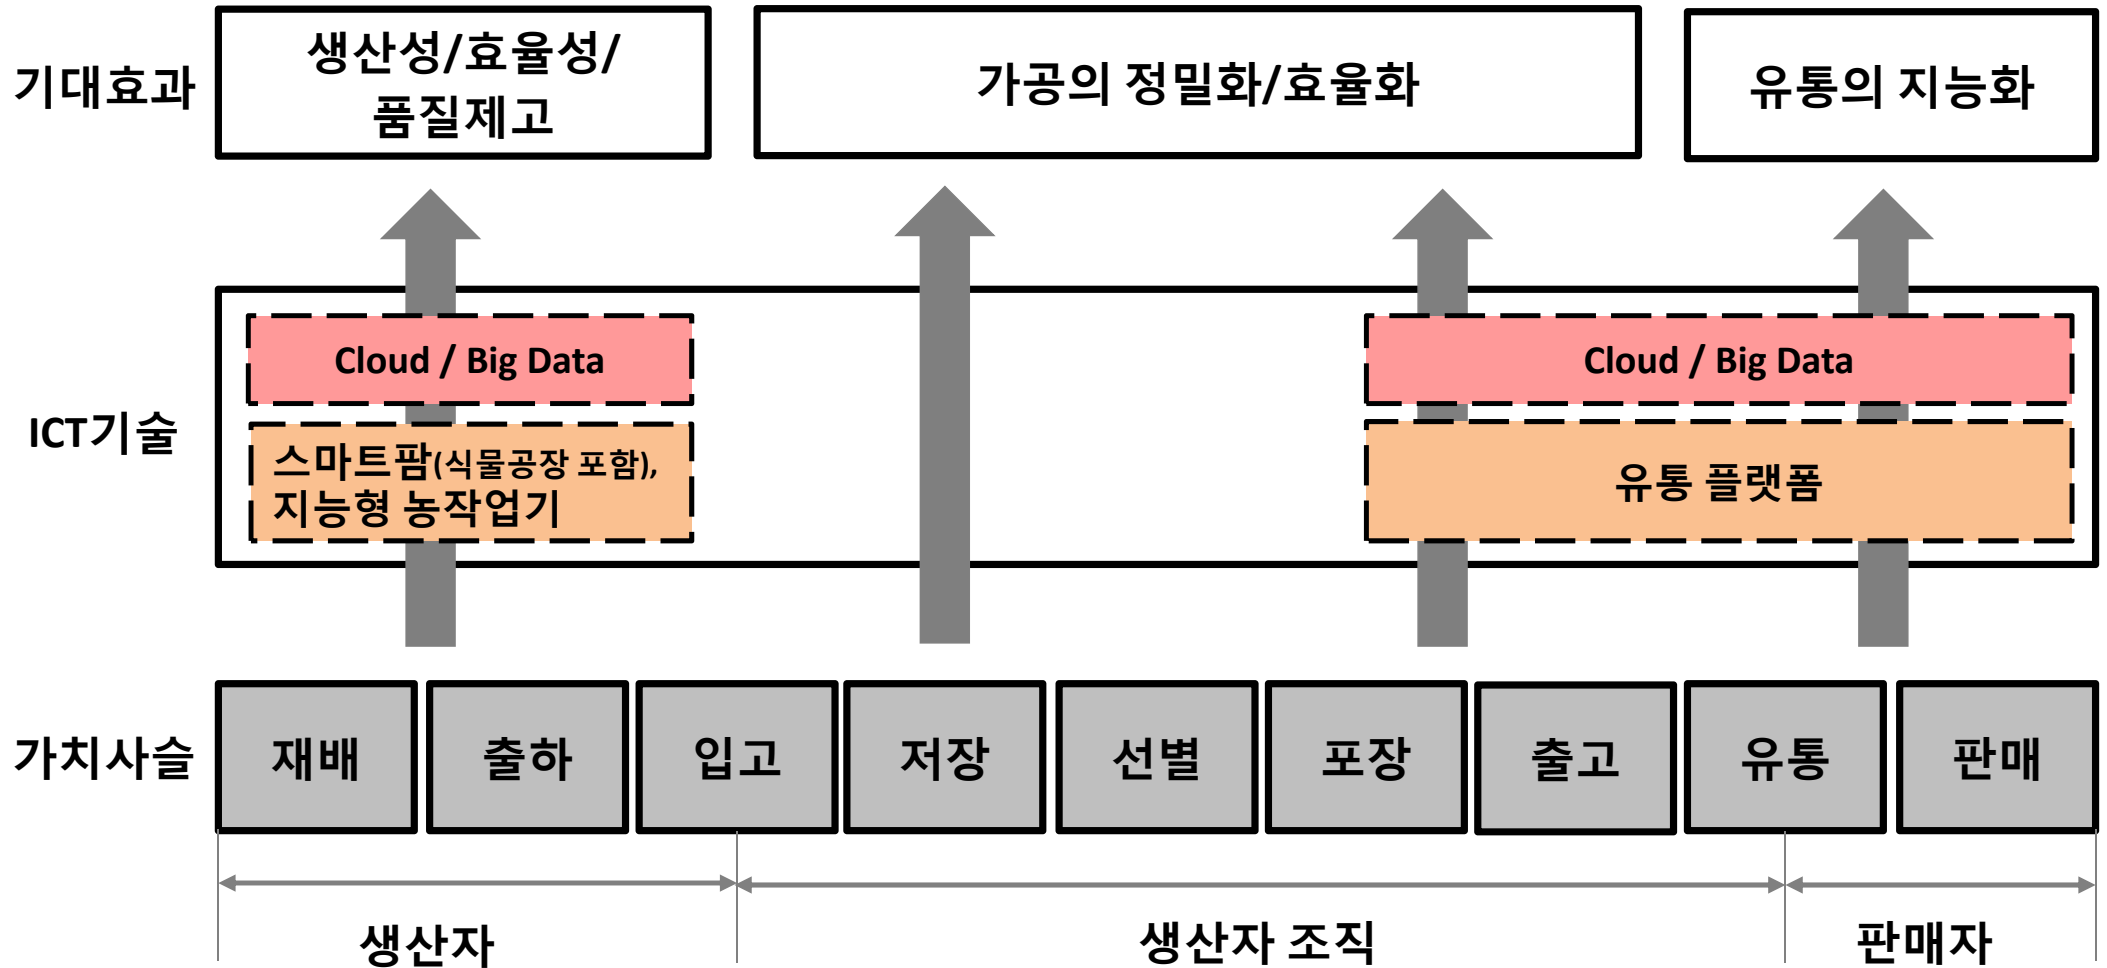 기대효과
생산성/효율성/
품질제고
가공의 정밀화/효율화
유통의 지능화
ICT기술
Cloud / Big Data
스마트팜(식물공장 포함),
지능형 농작업기
Cloud / Big Data
유통 플랫폼
가치사슬
재배
출하
입고
저장
선별
포장
출고
유통
판매
생산자
생산자 조직
판매자